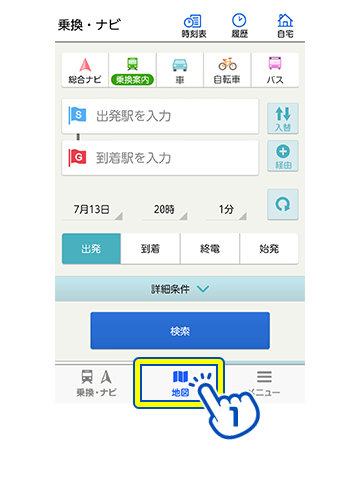 乗換・ナビ
時刻表 履歴 自宅
総合ナビ 乗換案内 車 自転車 バス
S 出発駅を入力
入替
G 到着駅を入力
経由
7月13日 20時 1分
出発 到着 終電 始発
詳細条件
検索
乗換・ナビ 地図 メニュー
1